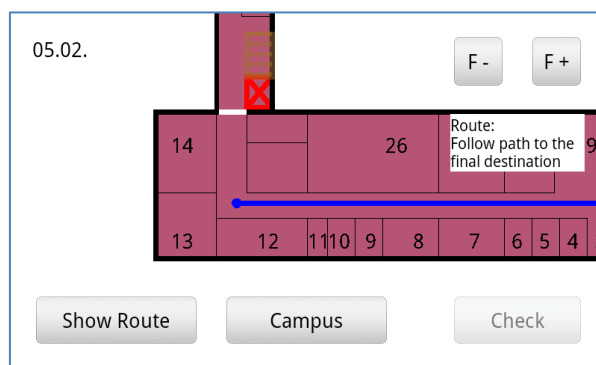 05.02.
F -
F +
14
26
Route:
Follow path to the
final destination
9
13
12
11
10
9
8
7
6
5
4
Show Route
Campus
Check